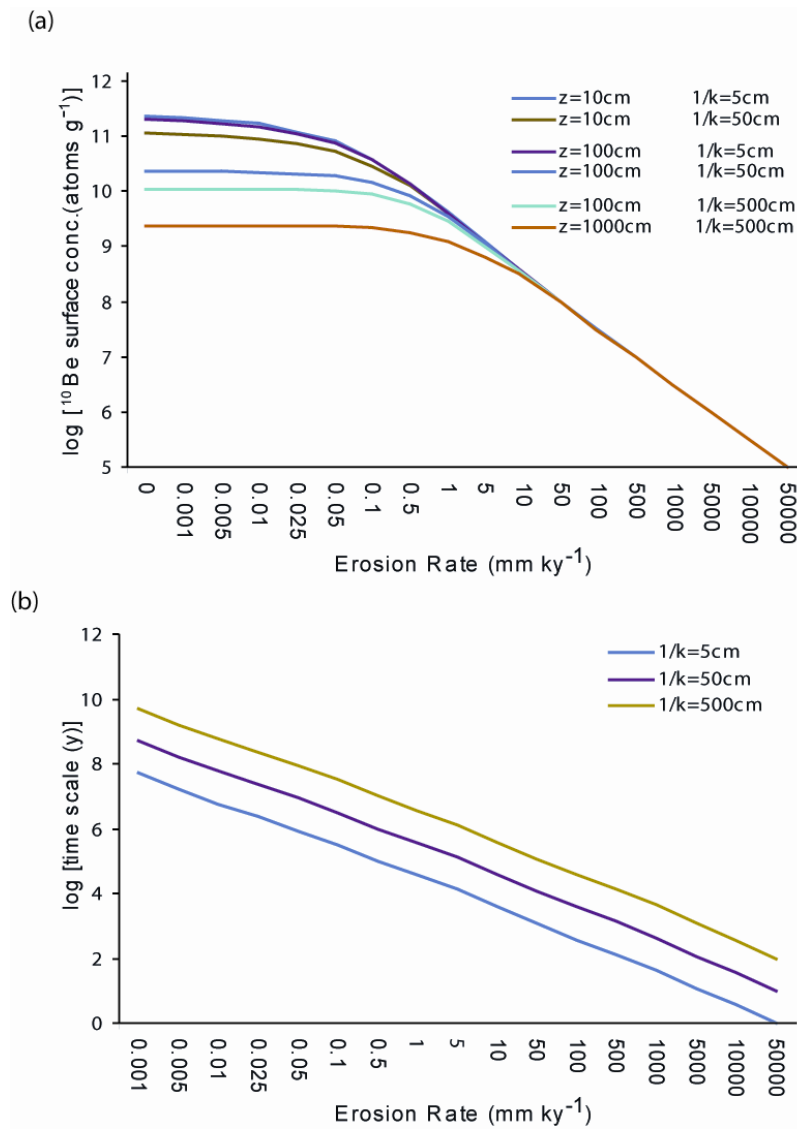 (a)
log [¹⁰Be surface conc.(atoms g⁻¹)]
12
11
10
9
8
7
6
5
z=10cm 1/k=5cm
z=10cm 1/k=50cm
z=100cm 1/k=5cm
z=100cm 1/k=50cm
z=100cm 1/k=500cm
z=1000cm 1/k=500cm
0 0.001 0.005 0.01 0.025 0.05 0.1 0.5 1 5 10 50 100 500 1000 5000 10000 50000
Erosion Rate (mm ky⁻¹)
(b)
log [time scale (y)]
12
10
8
6
4
2
0
1/k=5cm
1/k=50cm
1/k=500cm
0.001 0.005 0.01 0.025 0.05 0.1 0.5 1 5 10 50 100 500 1000 5000 10000 50000
Erosion Rate (mm ky⁻¹)